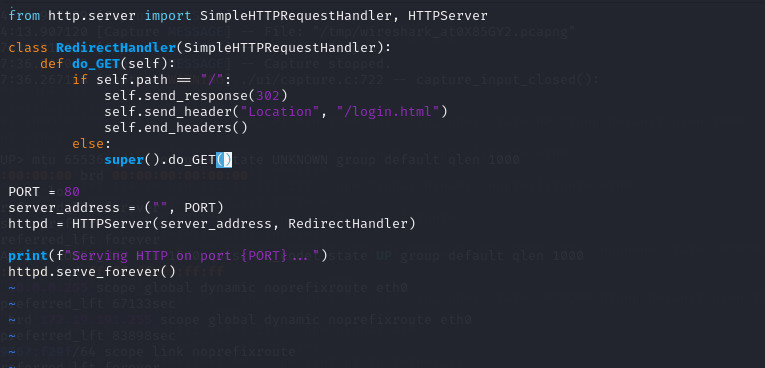 from http.server import SimpleHTTPRequestHandler, HTTPServer
class RedirectHandler(SimpleHTTPRequestHandler):
    def do_GET(self):
        if self.path == "/":
            self.send_response(302)
            self.send_header("Location", "/login.html")
            self.end_headers()
        else:
            super().do_GET()
PORT = 80
server_address = ("", PORT)
httpd = HTTPServer(server_address, RedirectHandler)
print(f"Serving HTTP on port {PORT}...")
httpd.serve_forever()
~
~
~
~
~